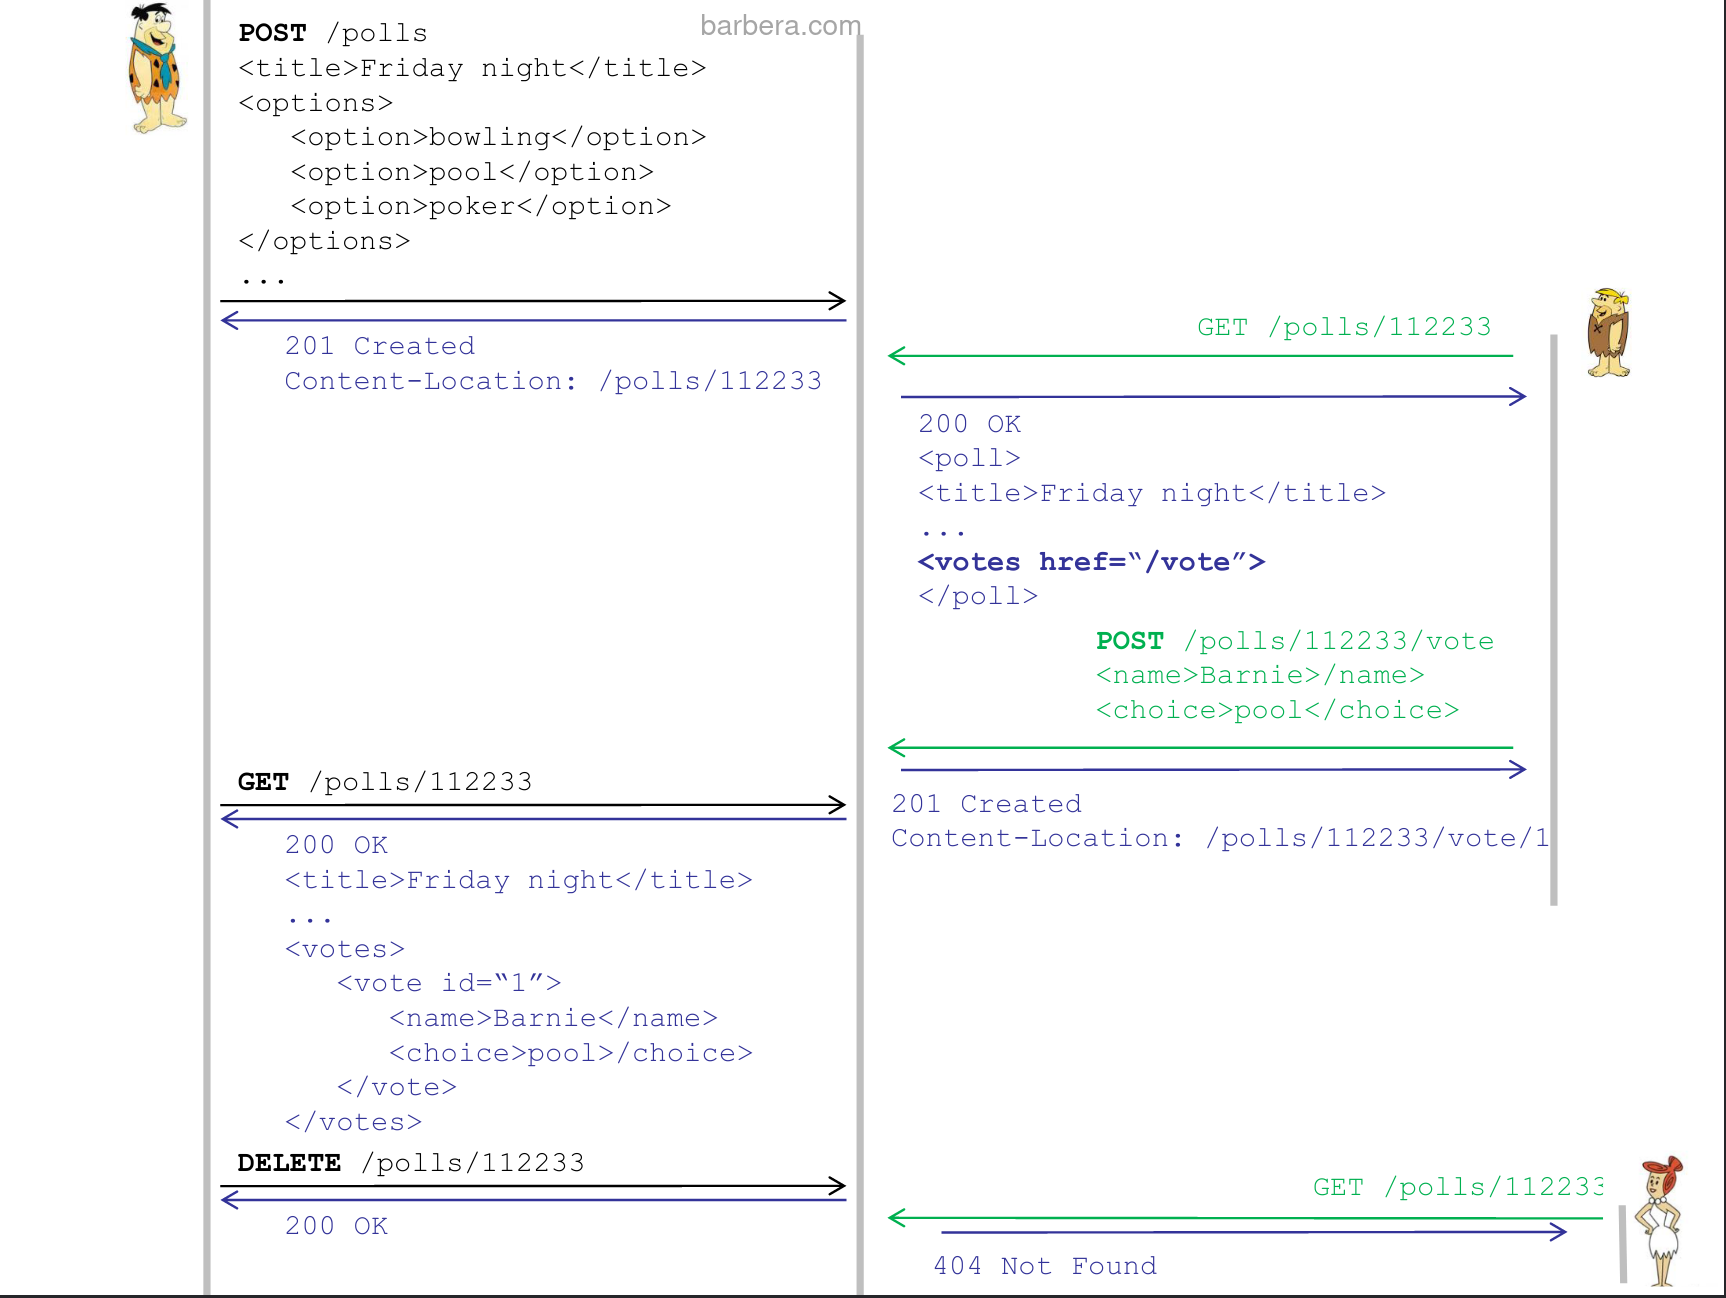 barbera.com
POST /polls
<title>Friday night</title>
<options>
<option>bowling</option>
<option>pool</option>
<option>poker</option>
</options>
...
201 Created
Content-Location: /polls/112233
GET /polls/112233
200 OK
<poll>
<title>Friday night</title>
...
<votes href=“/vote”>
</poll>
POST /polls/112233/vote
<name>Barnie>/name>
<choice>pool</choice>
201 Created
Content-Location: /polls/112233/vote/1
GET /polls/112233
200 OK
<title>Friday night</title>
...
<votes>
<vote id=“1”>
<name>Barnie</name>
<choice>pool>/choice>
</vote>
</votes>
DELETE /polls/112233
200 OK
GET /polls/112233
404 Not Found